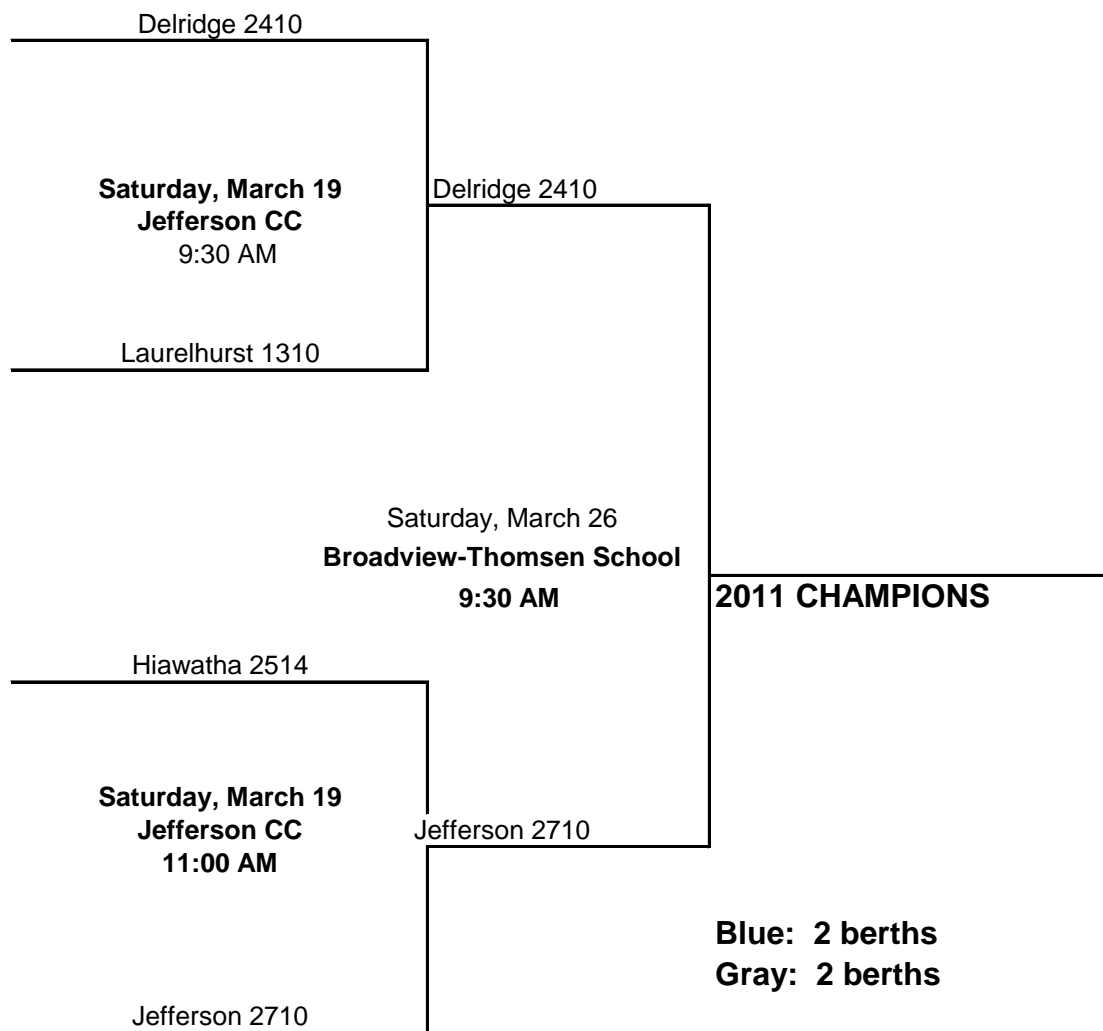 Delridge 2410
Saturday, March 19
Jefferson CC
9:30 AM
Delridge 2410
Laurelhurst 1310
Saturday, March 26
Broadview-Thomsen School
9:30 AM
2011 CHAMPIONS
Hiawatha 2514
Saturday, March 19
Jefferson CC
11:00 AM
Jefferson 2710
Blue:  2 berths
Gray:  2 berths
Jefferson 2710